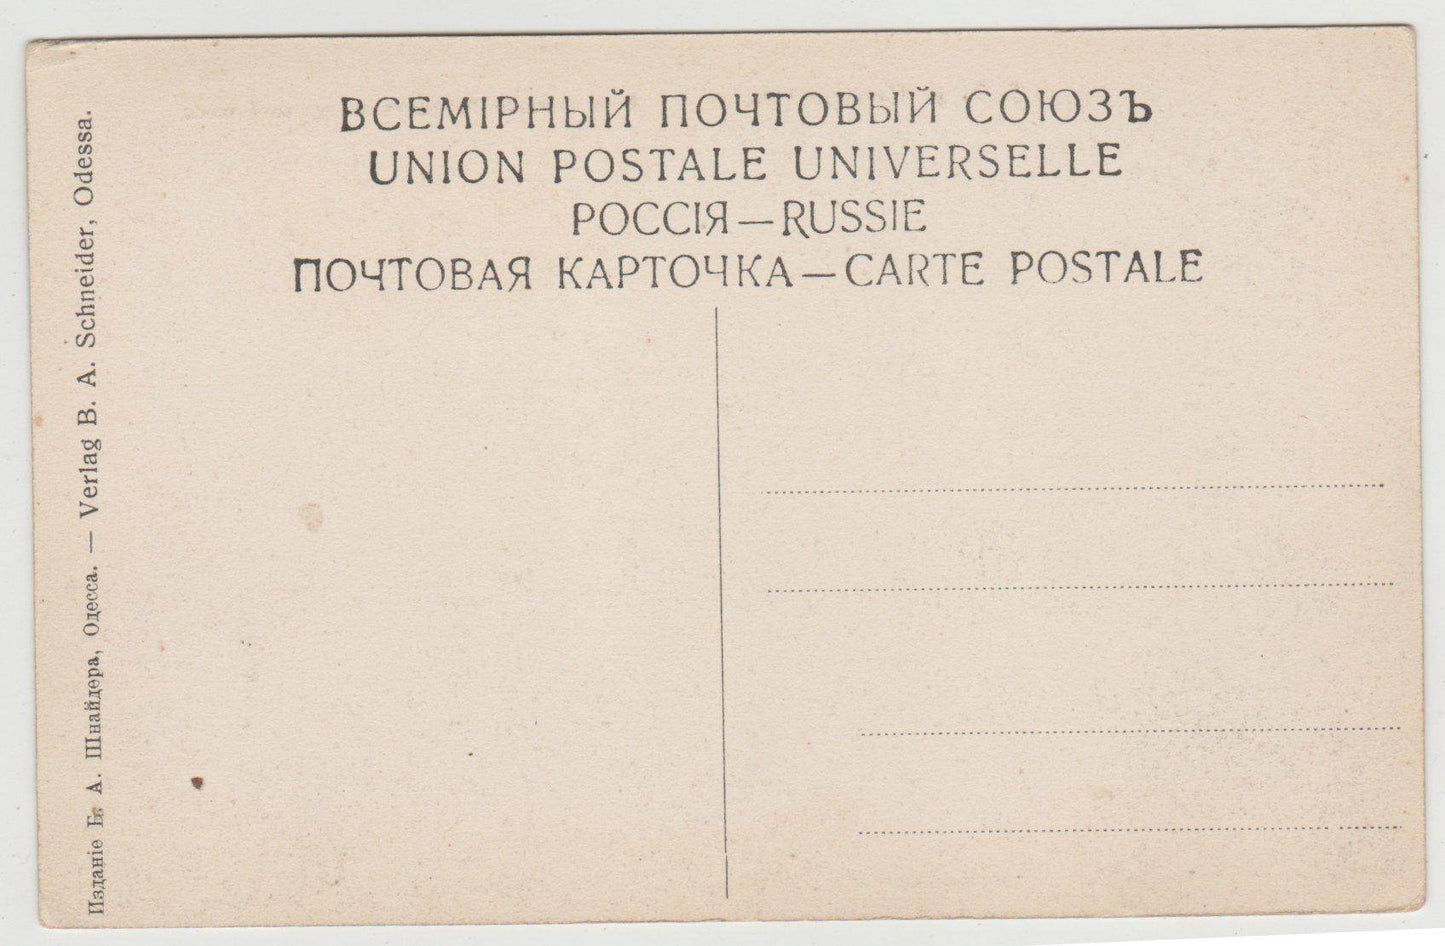 ВСЕМІРНЫЙ ПОЧТОВЫЙ СОЮЗЪ
UNION POSTALE UNIVERSELLE
РОССІЯ — RUSSIE
ПОЧТОВАЯ КАРТОЧКА — CARTE POSTALE
Изданіе Б. А. Шнайдера, Одесса. — Verlag B. A. Schneider, Odessa.